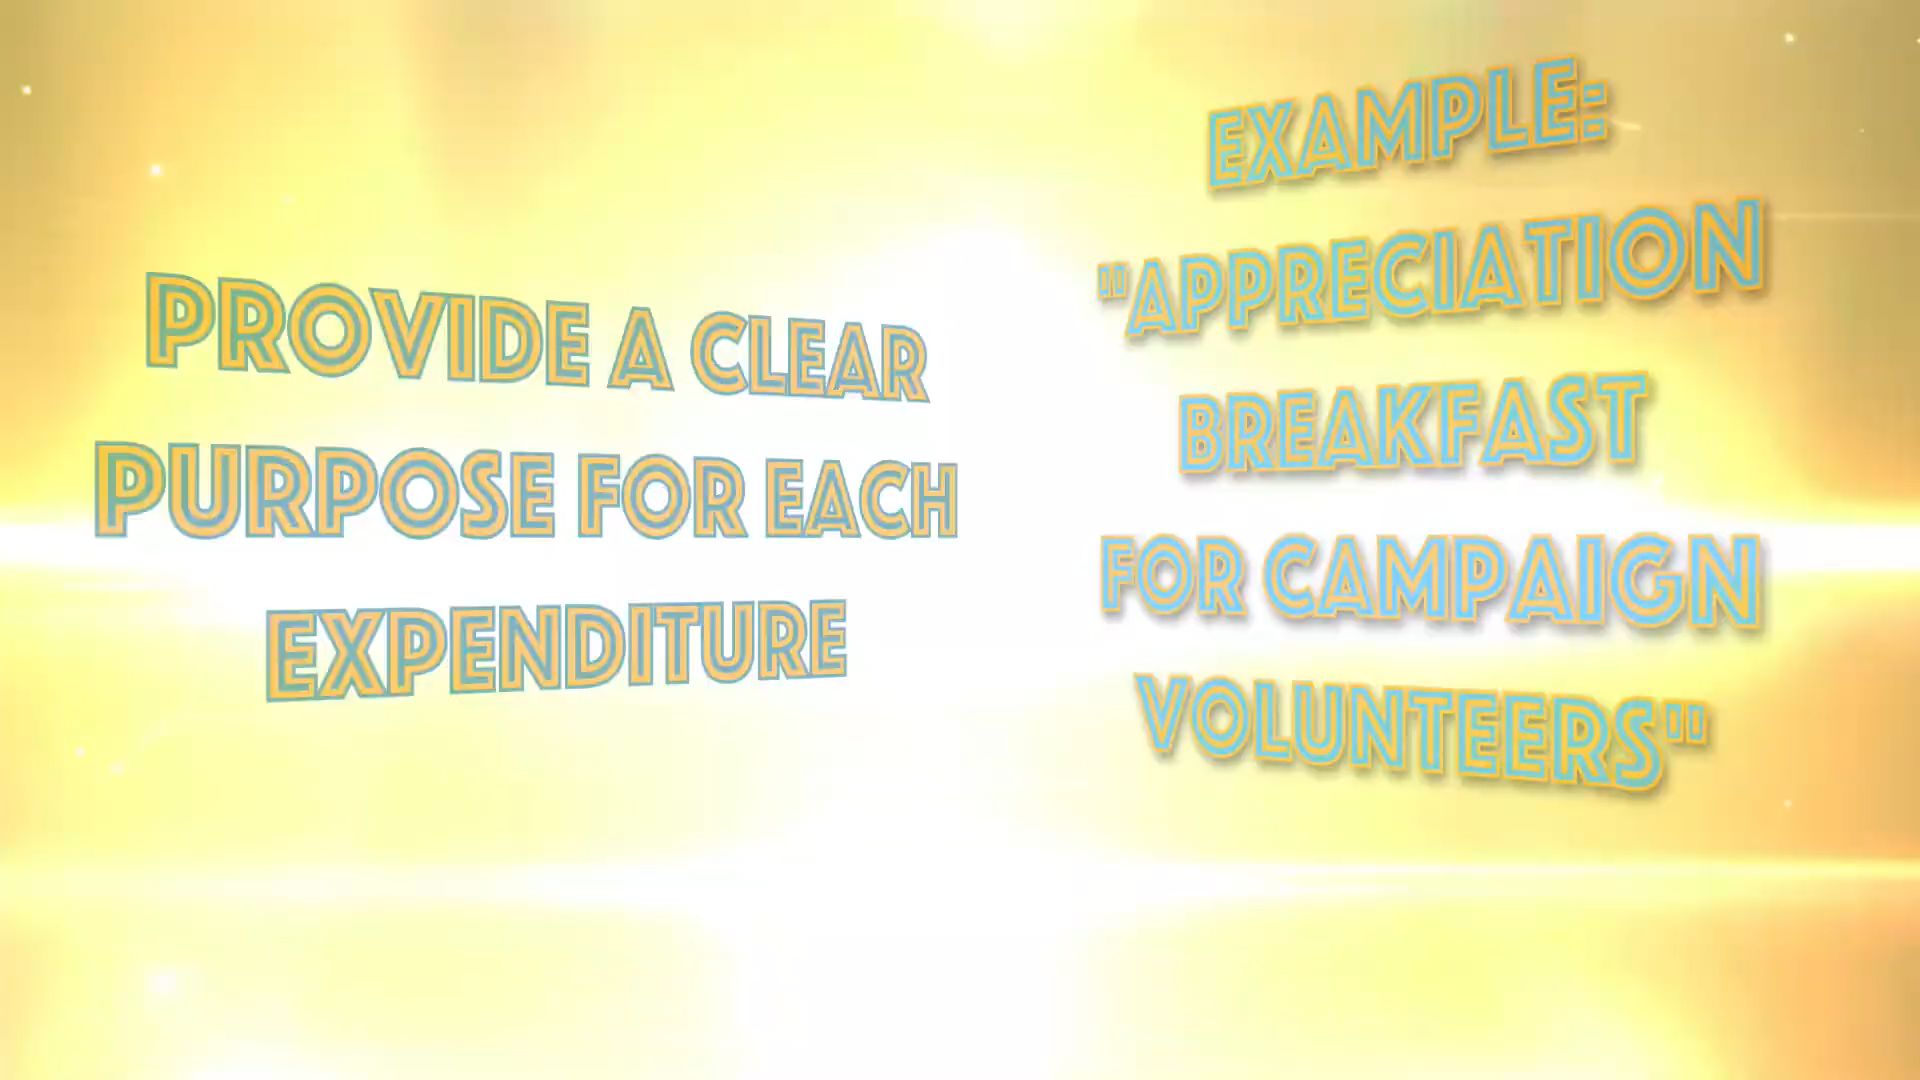 PROVIDE A CLEAR
PURPOSE FOR EACH
EXPENDITURE
EXAMPLE:
"APPRECIATION
BREAKFAST
FOR CAMPAIGN
VOLUNTEERS"